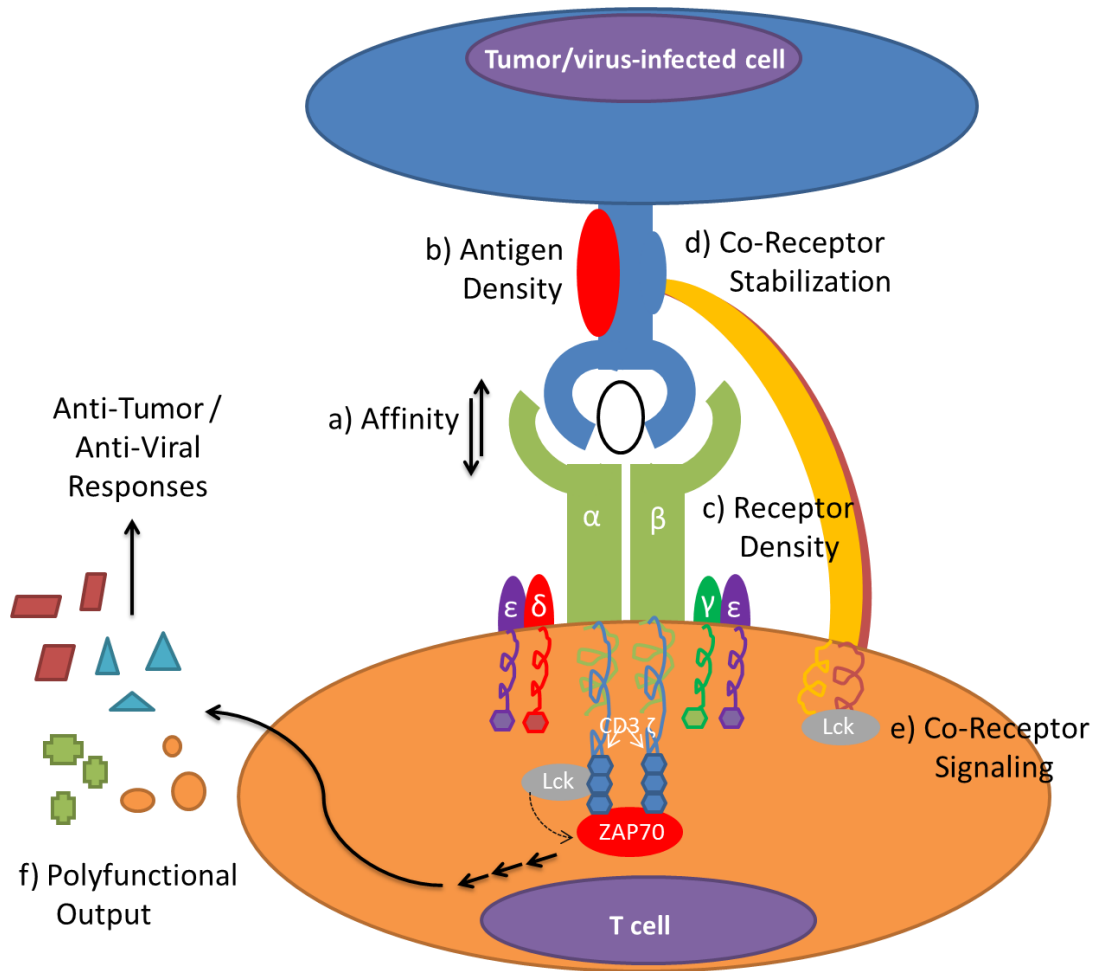 Tumor/virus-infected cell
b) Antigen
Density
d) Co-Receptor
Stabilization
a) Affinity
Anti-Tumor /
Anti-Viral
Responses
α
β
c) Receptor
Density
ε
δ
γ
ε
CD3 ζ
Lck
Lck
e) Co-Receptor
Signaling
ZAP70
f) Polyfunctional
Output
T cell